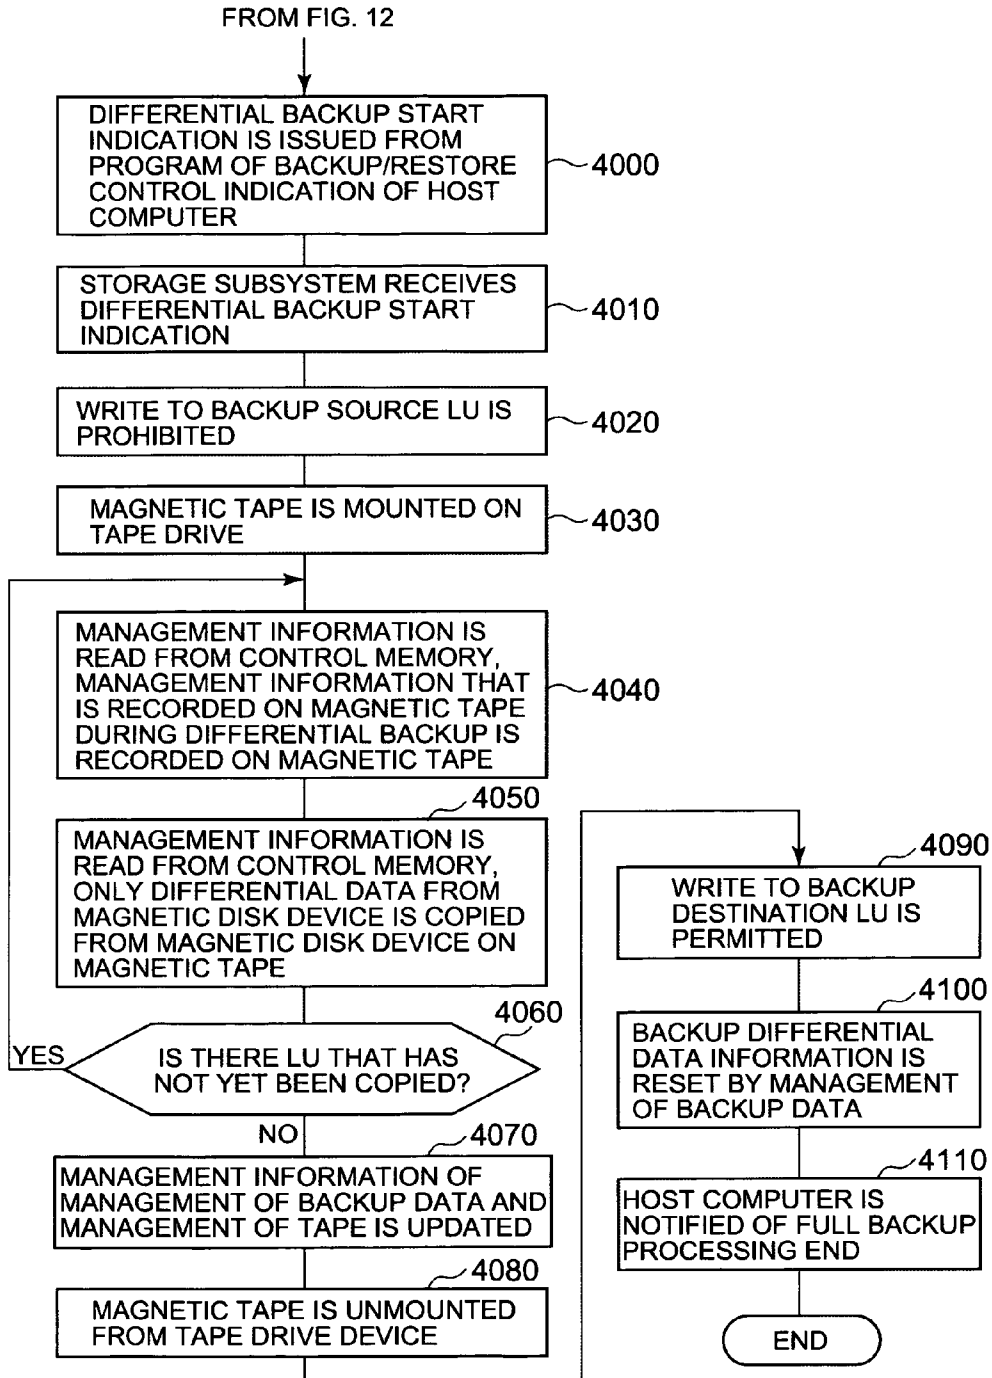 FROM FIG. 12
DIFFERENTIAL BACKUP START
INDICATION IS ISSUED FROM
PROGRAM OF BACKUP/RESTORE
CONTROL INDICATION OF HOST
COMPUTER
4000
STORAGE SUBSYSTEM RECEIVES
DIFFERENTIAL BACKUP START
INDICATION
4010
WRITE TO BACKUP SOURCE LU IS
PROHIBITED
4020
MAGNETIC TAPE IS MOUNTED ON
TAPE DRIVE
4030
MANAGEMENT INFORMATION IS
READ FROM CONTROL MEMORY,
MANAGEMENT INFORMATION THAT
IS RECORDED ON MAGNETIC TAPE
DURING DIFFERENTIAL BACKUP IS
RECORDED ON MAGNETIC TAPE
4040
4050
MANAGEMENT INFORMATION IS
READ FROM CONTROL MEMORY,
ONLY DIFFERENTIAL DATA FROM
MAGNETIC DISK DEVICE IS COPIED
FROM MAGNETIC DISK DEVICE ON
MAGNETIC TAPE
4060
YES
IS THERE LU THAT HAS
NOT YET BEEN COPIED?
NO
4070
MANAGEMENT INFORMATION OF
MANAGEMENT OF BACKUP DATA AND
MANAGEMENT OF TAPE IS UPDATED
4080
MAGNETIC TAPE IS UNMOUNTED
FROM TAPE DRIVE DEVICE
4090
WRITE TO BACKUP
DESTINATION LU IS
PERMITTED
4100
BACKUP DIFFERENTIAL
DATA INFORMATION IS
RESET BY MANAGEMENT
OF BACKUP DATA
4110
HOST COMPUTER IS
NOTIFIED OF FULL BACKUP
PROCESSING END
END